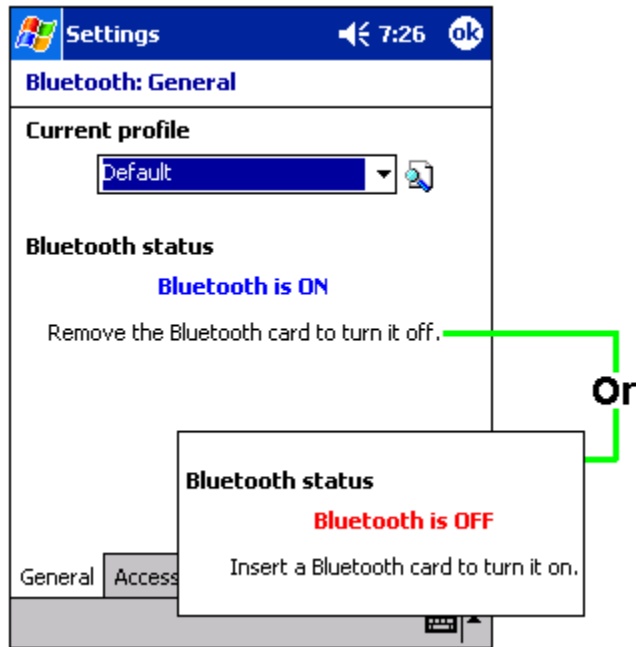 Settings 7:26 ok
Bluetooth: General
Current profile
Default
Bluetooth status
Bluetooth is ON
Remove the Bluetooth card to turn it off.
Or
Bluetooth status
Bluetooth is OFF
Insert a Bluetooth card to turn it on.
General Access